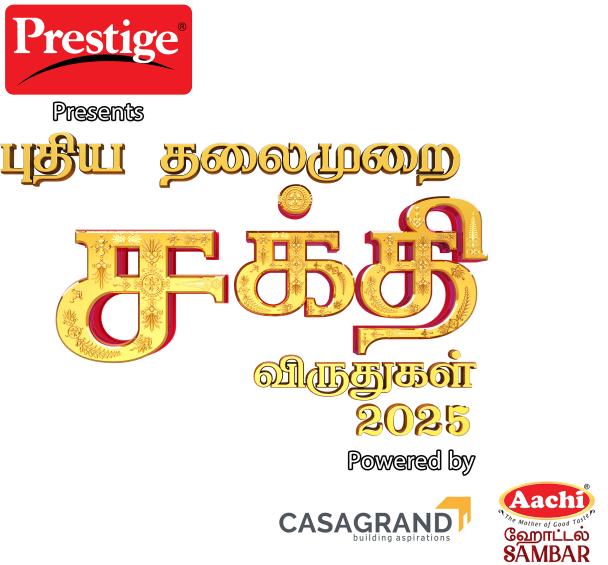 Prestige®
Presents
புதிய தலைமுறை
சக்தி
விருதுகள்
2025
Powered by
CASAGRAND
building aspirations
Aachi®
The Mother of Good Taste
ஹோட்டல்
SAMBAR